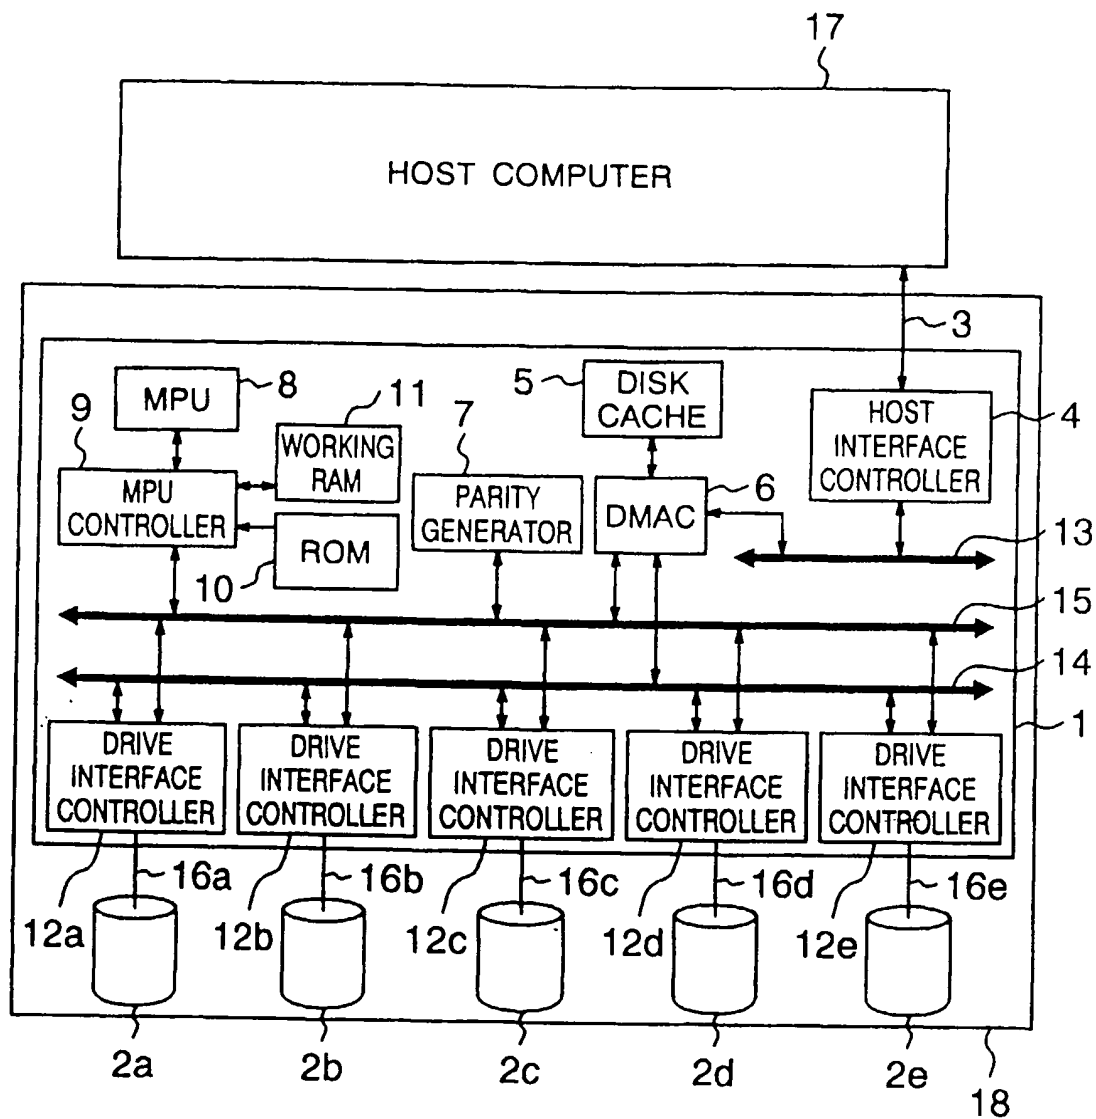 17
HOST COMPUTER
3
MPU
8
9
11
WORKING
RAM
MPU
CONTROLLER
ROM
10
7
PARITY
GENERATOR
5
DISK
CACHE
DMAC
6
HOST
INTERFACE
CONTROLLER
4
13
15
14
1
DRIVE
INTERFACE
CONTROLLER
DRIVE
INTERFACE
CONTROLLER
DRIVE
INTERFACE
CONTROLLER
DRIVE
INTERFACE
CONTROLLER
DRIVE
INTERFACE
CONTROLLER
16a
16b
16c
16d
16e
12a
12b
12c
12d
12e
2a
2b
2c
2d
2e
18